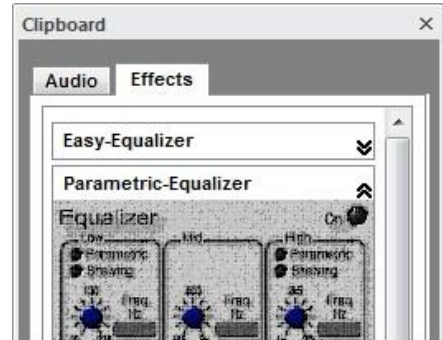 Clipboard
Audio Effects
Easy-Equalizer
Parametric-Equalizer
Equalizer On
Low Mid High
Parametric Parametric
Shelving Shelving
Freq. Freq. Freq.
Hz Hz Hz